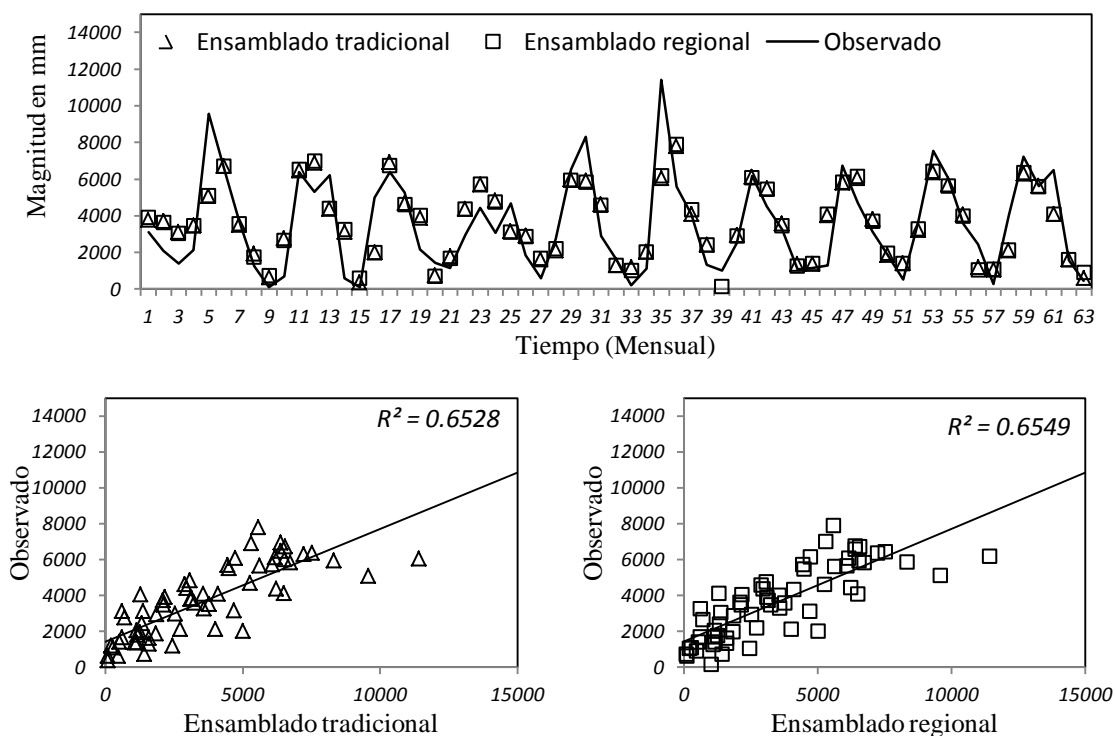 14000
12000
10000
8000
6000
4000
2000
0
Magnitud en mm
Ensamblado tradicional Ensamblado regional Observado
1 3 5 7 9 11 13 15 17 19 21 23 25 27 29 31 33 35 37 39 41 43 45 47 49 51 53 55 57 59 61 63
Tiempo (Mensual)
14000
12000
10000
8000
6000
4000
2000
0
Observado
R² = 0.6528
0 5000 10000 15000
Ensamblado tradicional
14000
12000
10000
8000
6000
4000
2000
0
Observado
R² = 0.6549
0 5000 10000 15000
Ensamblado regional